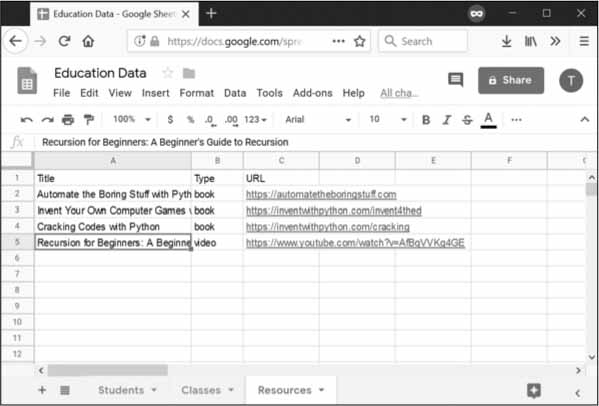 Education Data - Google Sheet
https://docs.google.com/spre
Search
Education Data
File Edit View Insert Format Data Tools Add-ons Help All cha...
Share
T
100% $ % .0 .00 123 Arial 10 B I S A
fx Recursion for Beginners: A Beginner's Guide to Recursion
A B C D E F
1 Title Type URL
2 Automate the Boring Stuff with Pyth book https://automatetheboringstuff.com
3 Invent Your Own Computer Games book https://inventwithpython.com/invent4thed
4 Cracking Codes with Python book https://inventwithpython.com/cracking
5 Recursion for Beginners: A Beginne video https://www.youtube.com/watch?v=AfBqVVKg4GE
6
7
8
9
10
11
12
Students Classes Resources